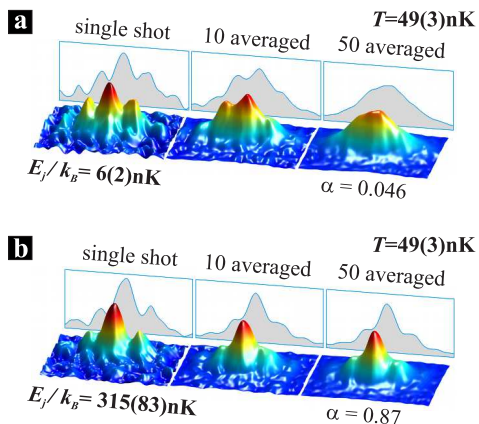 a
T=49(3)nK
single shot
10 averaged
50 averaged
E_j / k_B = 6(2)nK
α = 0.046
b
T=49(3)nK
single shot
10 averaged
50 averaged
E_j / k_B = 315(83)nK
α = 0.87